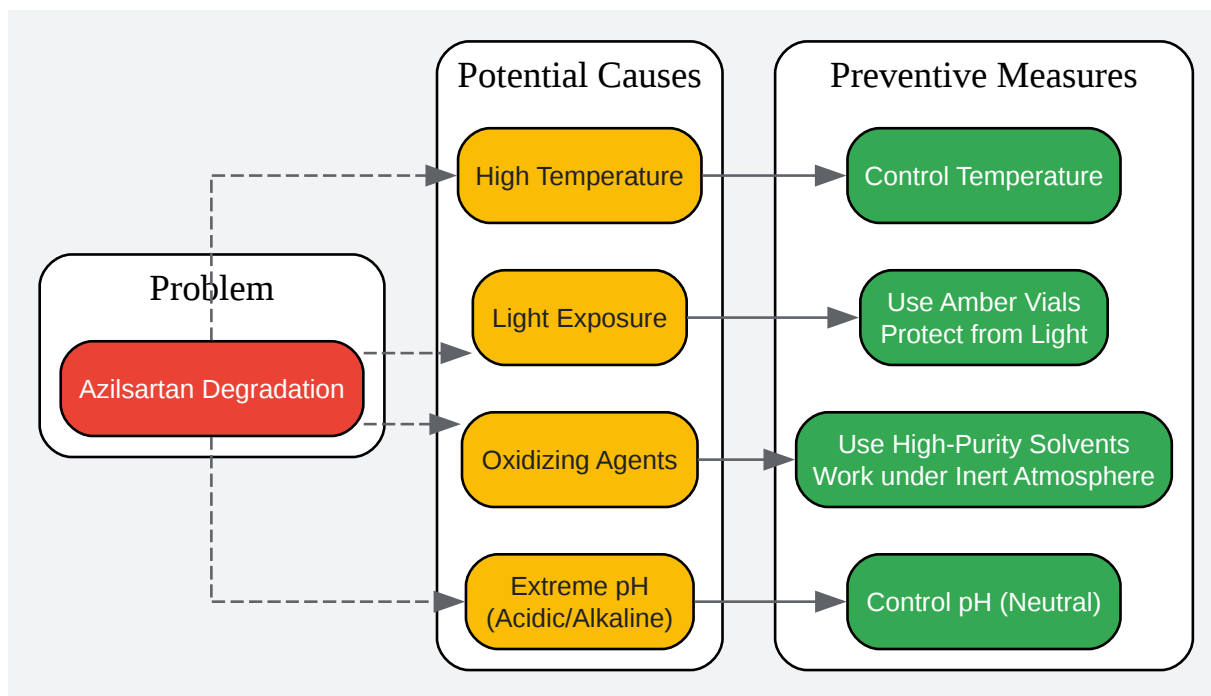 Problem
Azilsartan Degradation
Potential Causes
High Temperature
Light Exposure
Oxidizing Agents
Extreme pH
(Acidic/Alkaline)
Preventive Measures
Control Temperature
Use Amber Vials
Protect from Light
Use High-Purity Solvents
Work under Inert Atmosphere
Control pH (Neutral)